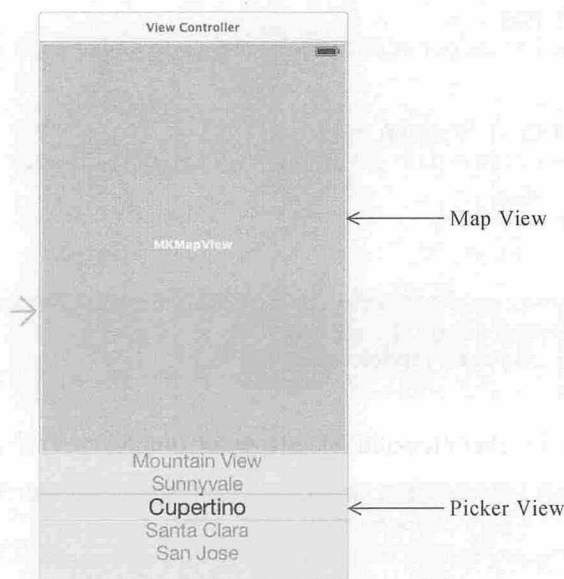 View Controller
MKMapView
Map View
Mountain View
Sunnyvale
Cupertino
Picker View
Santa Clara
San Jose